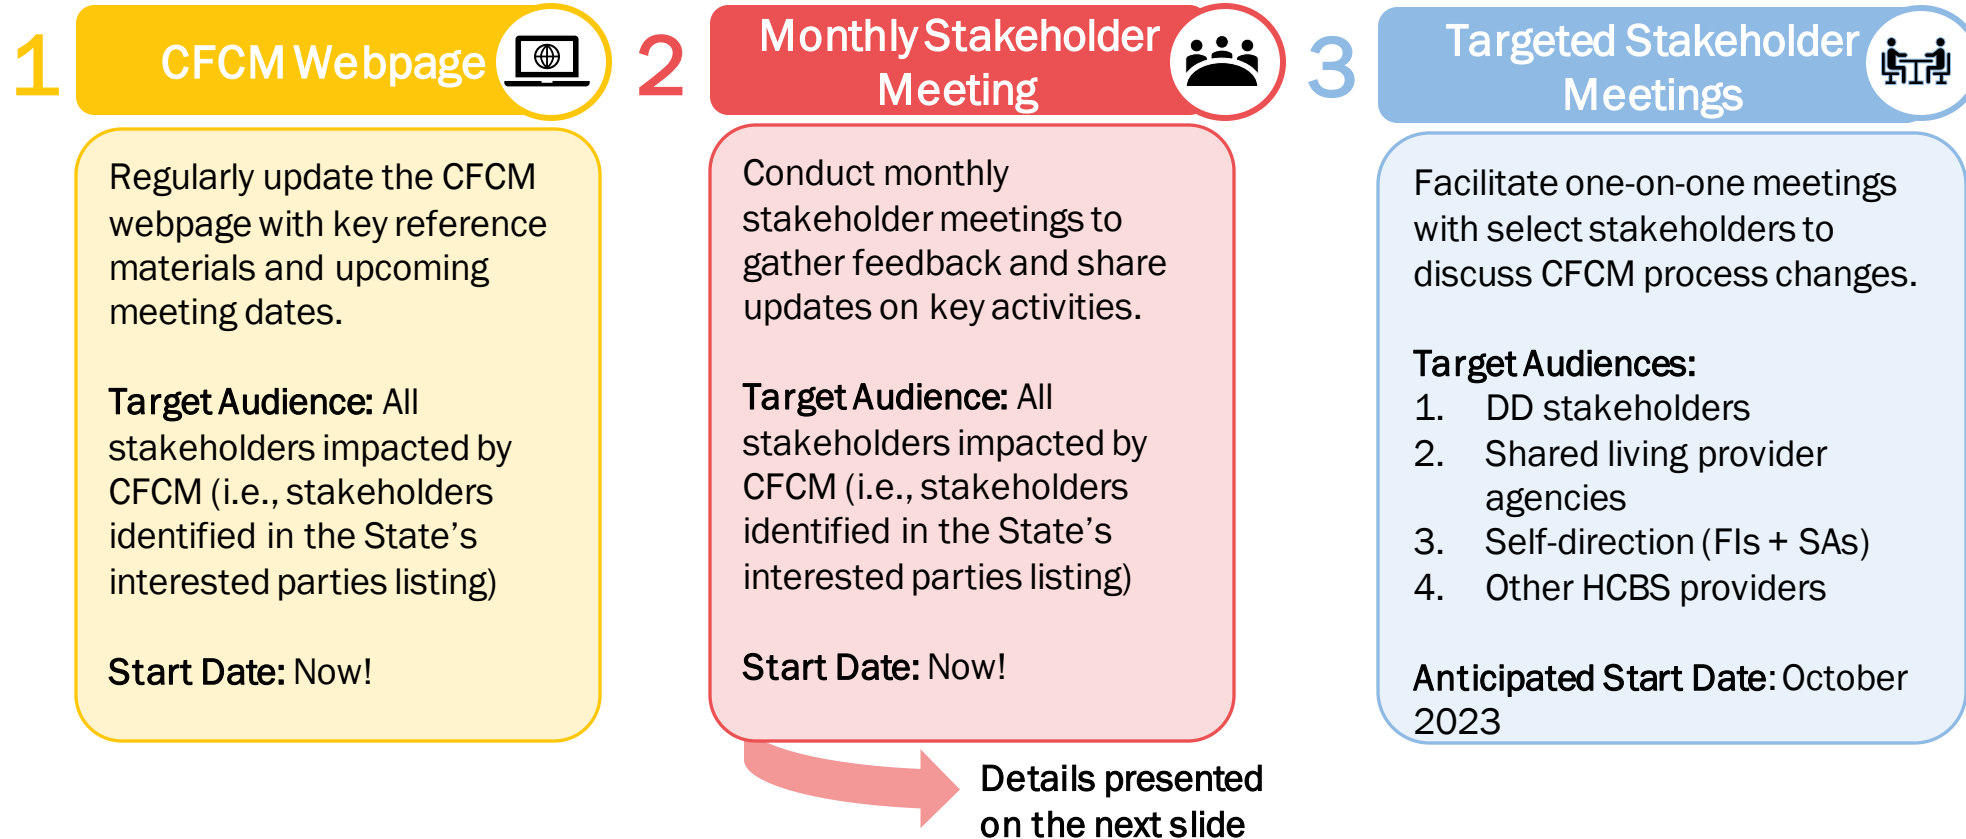 1
CFCM Webpage
Regularly update the CFCM
webpage with key reference
materials and upcoming
meeting dates.
Target Audience: All
stakeholders impacted by
CFCM (i.e., stakeholders
identified in the State's
interested parties listing)
Start Date: Now!
2
Monthly Stakeholder
Meeting
Conduct monthly
stakeholder meetings to
gather feedback and share
updates on key activities.
Target Audience: All
stakeholders impacted by
CFCM (i.e., stakeholders
identified in the State's
interested parties listing)
Start Date: Now!
Details presented
on the next slide
3
Targeted Stakeholder
Meetings
Facilitate one-on-one meetings
with select stakeholders to
discuss CFCM process changes.
Target Audiences:
1. DD stakeholders
2. Shared living provider
agencies
3. Self-direction (FIs + SAs)
4. Other HCBS providers
Anticipated Start Date: October
2023